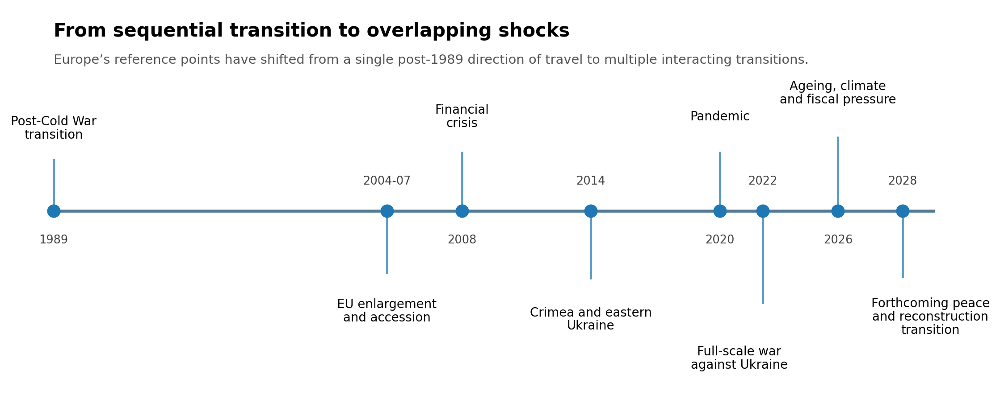 From sequential transition to overlapping shocks
Europe’s reference points have shifted from a single post-1989 direction of travel to multiple interacting transitions.
Post-Cold War
transition
1989
2004-07
EU enlargement
and accession
Financial
crisis
2008
2014
Crimea and eastern
Ukraine
Pandemic
2020
2022
Full-scale war
against Ukraine
Ageing, climate
and fiscal pressure
2026
2028
Forthcoming peace
and reconstruction
transition